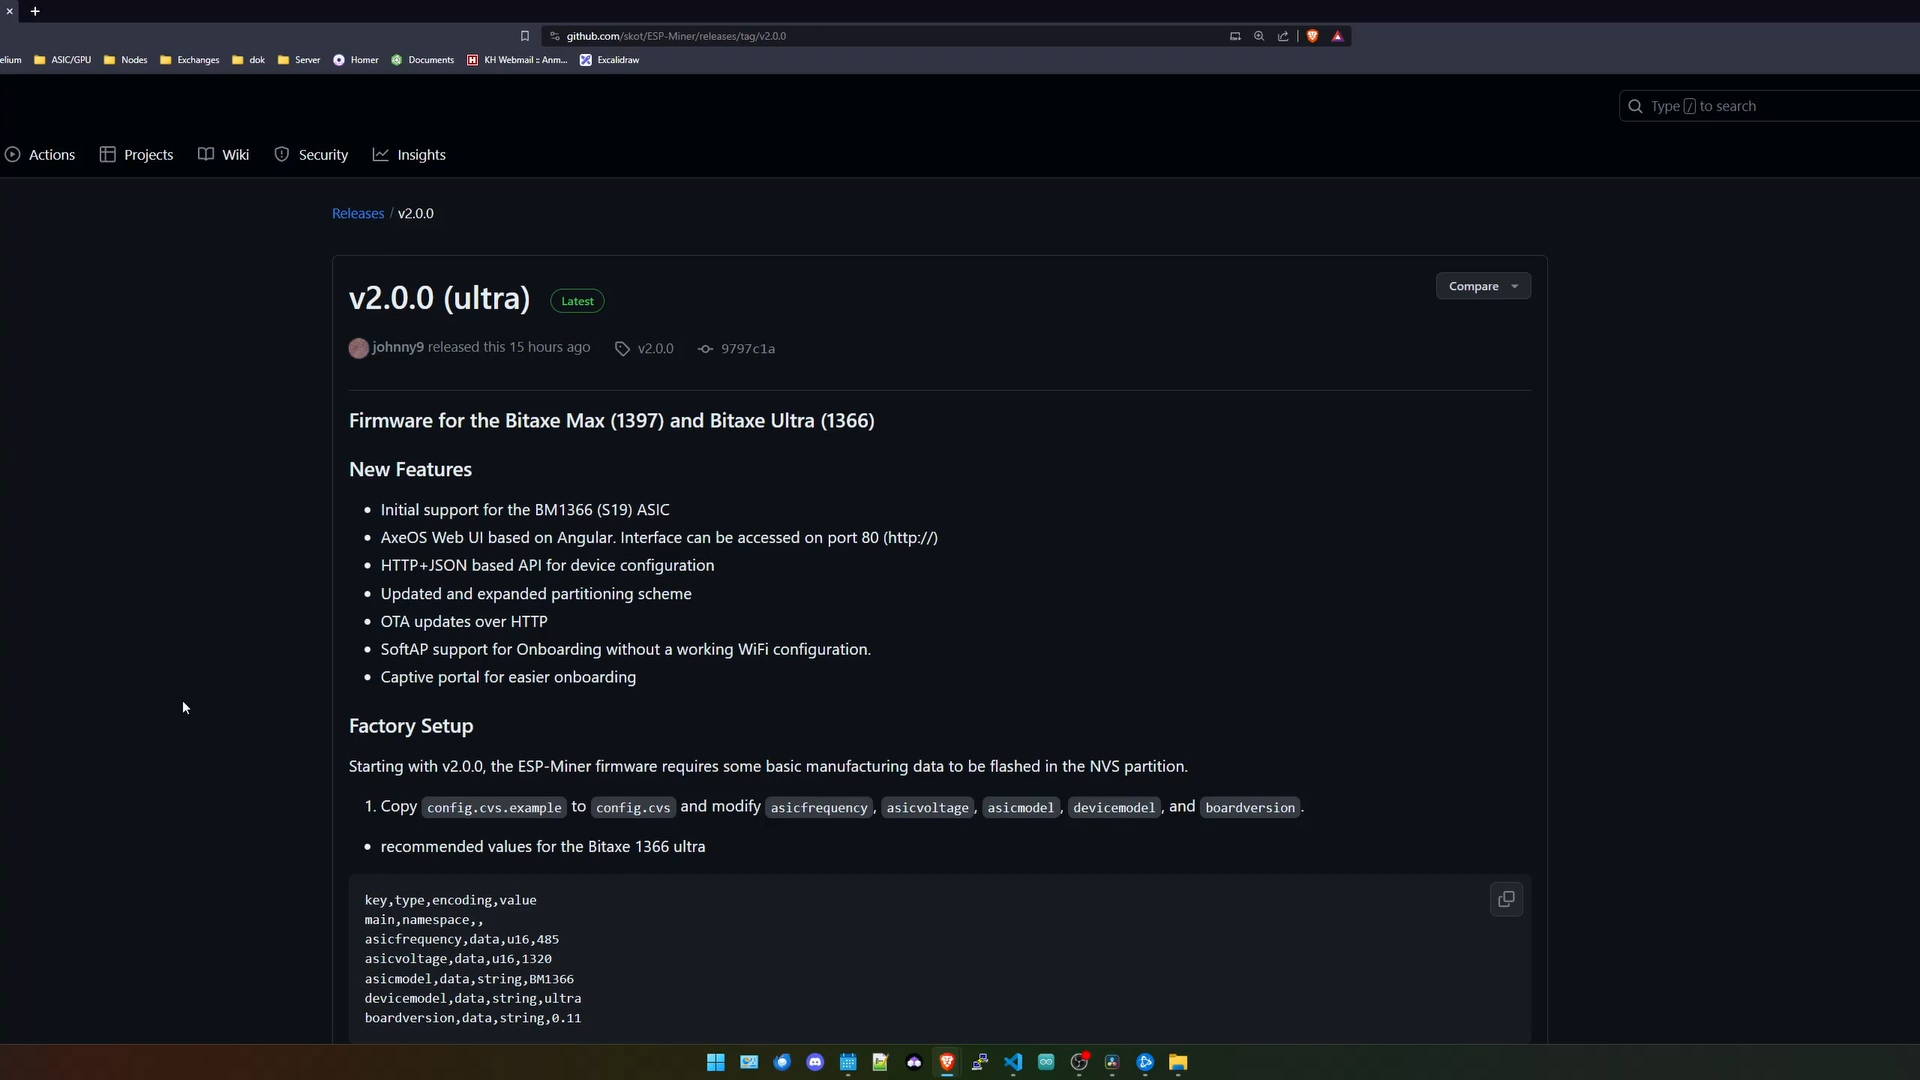 github.com/skot/ESP-Miner/releases/tag/v2.0.0
elium ASIC/GPU Nodes Exchanges dok Server Homer Documents KH Webmail :: Anm... Excalidraw
Type / to search
Actions Projects Wiki Security Insights
Releases / v2.0.0
v2.0.0 (ultra) Latest
Compare
johnny9 released this 15 hours ago v2.0.0 9797c1a
Firmware for the Bitaxe Max (1397) and Bitaxe Ultra (1366)
New Features
• Initial support for the BM1366 (S19) ASIC
• AxeOS Web UI based on Angular. Interface can be accessed on port 80 (http://)
• HTTP+JSON based API for device configuration
• Updated and expanded partitioning scheme
• OTA updates over HTTP
• SoftAP support for Onboarding without a working WiFi configuration.
• Captive portal for easier onboarding
Factory Setup
Starting with v2.0.0, the ESP-Miner firmware requires some basic manufacturing data to be flashed in the NVS partition.
1. Copy config.cvs.example to config.cvs and modify asicfrequency, asicvoltage, asicmodel, devicemodel, and boardversion.
• recommended values for the Bitaxe 1366 ultra
key,type,encoding,value
main,namespace,,
asicfrequency,data,u16,485
asicvoltage,data,u16,1320
asicmodel,data,string,BM1366
devicemodel,data,string,ultra
boardversion,data,string,0.11